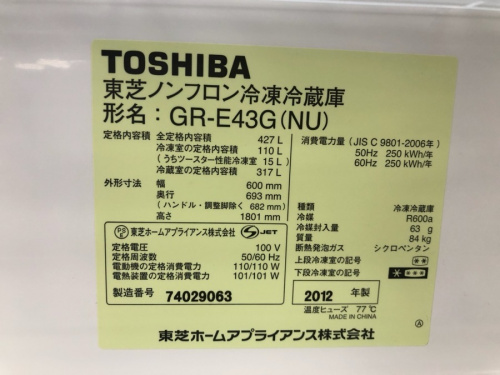 TOSHIBA
東芝ノンフロン冷凍冷蔵庫
形名：GR-E43G(NU)
定格内容積 全定格内容積 427 L
冷凍室の定格内容積 110 L
(うちツースター性能冷凍室 15 L)
冷蔵室の定格内容積 317 L
外形寸法 幅 600 mm
奥行 693 mm
(ハンドル・調整脚除く 682 mm)
高さ 1801 mm
PS E 東芝ホームアプライアンス株式会社 S-JET
定格電圧 100 V
定格周波数 50/60 Hz
電動機の定格消費電力 110/110 W
電熱装置の定格消費電力 101/101 W
製造番号 74029063
消費電力量 (JIS C 9801-2006年)
50Hz 250 kWh/年
60Hz 250 kWh/年
種類 冷凍冷蔵庫
冷媒 R600a
冷媒封入量 63 g
質量 84 kg
断熱発泡ガス シクロペンタン
上段冷凍室の記号 **
下段冷凍室の記号 ****
2012 年製
温度ヒューズ 77℃
MADE IN CHINA
Ⓐ
東芝ホームアプライアンス株式会社